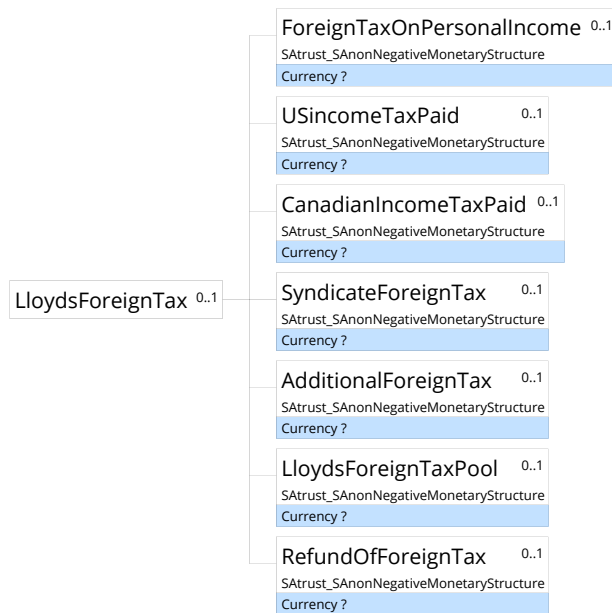 ForeignTaxOnPersonalIncome 0..1
SAtrust_SAnonNegativeMonetaryStructure
Currency ?
USincomeTaxPaid 0..1
SAtrust_SAnonNegativeMonetaryStructure
Currency ?
CanadianIncomeTaxPaid 0..1
SAtrust_SAnonNegativeMonetaryStructure
Currency ?
LloydsForeignTax 0..1
SyndicateForeignTax 0..1
SAtrust_SAnonNegativeMonetaryStructure
Currency ?
AdditionalForeignTax 0..1
SAtrust_SAnonNegativeMonetaryStructure
Currency ?
LloydsForeignTaxPool 0..1
SAtrust_SAnonNegativeMonetaryStructure
Currency ?
RefundOfForeignTax 0..1
SAtrust_SAnonNegativeMonetaryStructure
Currency ?